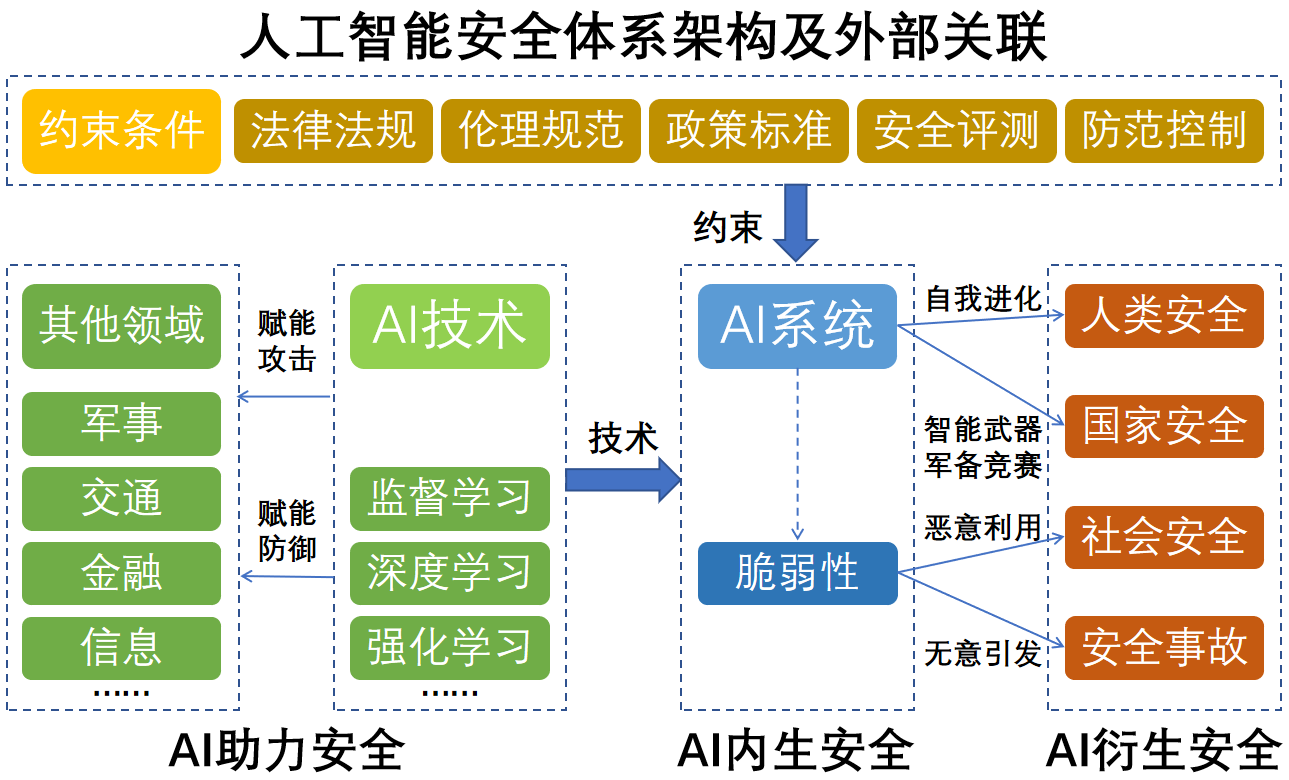 人工智能安全体系架构及外部关联
约束条件
法律法规
伦理规范
政策标准
安全评测
防范控制
约束
其他领域
军事
交通
金融
信息
……
赋能
攻击
赋能
防御
AI技术
监督学习
深度学习
强化学习
……
技术
AI系统
脆弱性
自我进化
智能武器
军备竞赛
恶意利用
无意引发
人类安全
国家安全
社会安全
安全事故
AI助力安全
AI内生安全
AI衍生安全